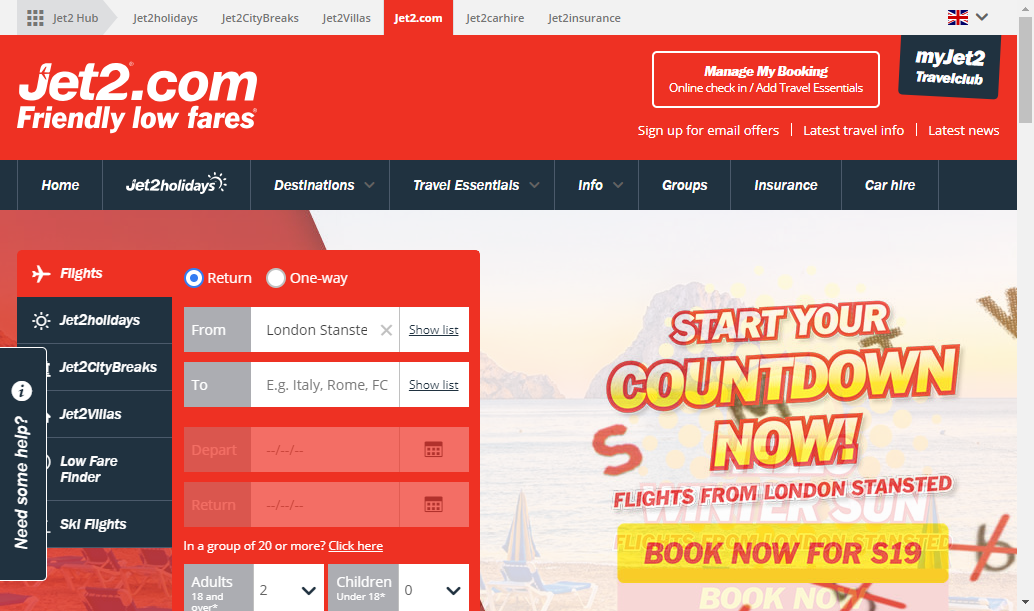 Jet2 Hub
Jet2holidays
Jet2CityBreaks
Jet2Villas
Jet2.com
Jet2carhire
Jet2insurance
Jet2.com
Friendly low fares
Manage My Booking
Online check in / Add Travel Essentials
myJet2
Travelclub
Sign up for email offers
Latest travel info
Latest news
Home
Jet2holidays
Destinations
Travel Essentials
Info
Groups
Insurance
Car hire
Flights
Jet2holidays
Jet2CityBreaks
Jet2Villas
Low Fare
Finder
Ski Flights
i Need some help?
Return One-way
From London Stanste Show list
To E.g. Italy, Rome, FC Show list
Depart --/--/--
Return --/--/--
In a group of 20 or more? Click here
Adults
18 and
over*
2
Children
Under 18*
0
START YOUR
COUNTDOWN
NOW!
FLIGHTS FROM LONDON STANSTED
WINTER SUN
FLIGHTS FROM LONDON STANSTED
BOOK NOW FOR S19
BOOK NOW